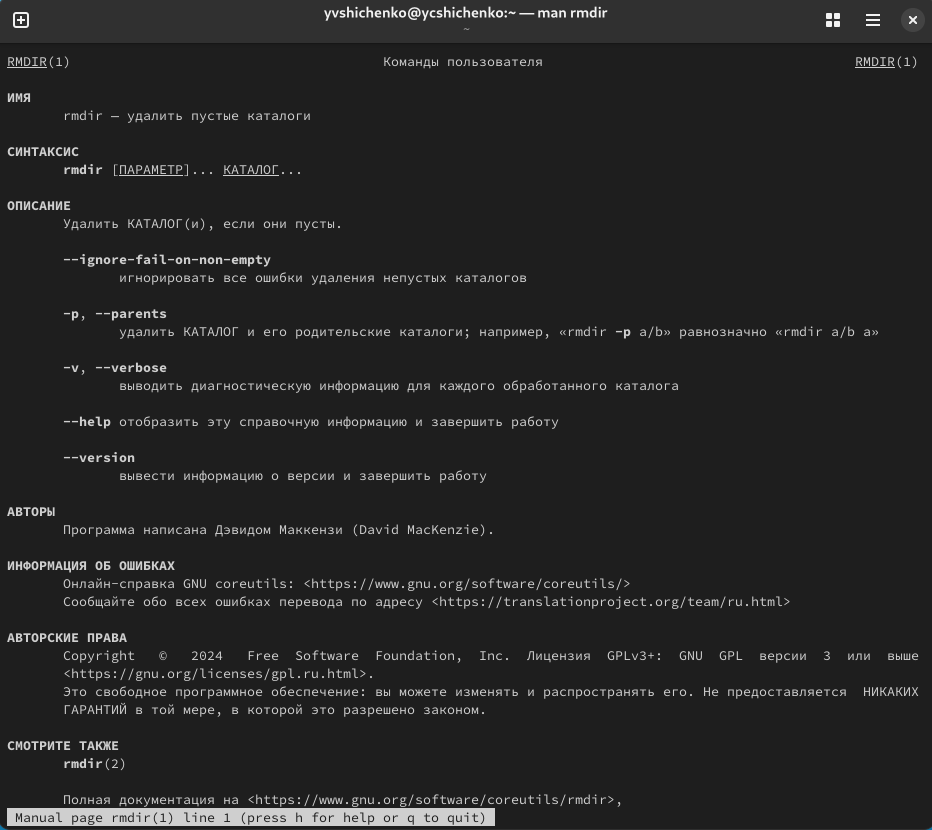 yvshichenko@ycshichenko:~ — man rmdir
~
RMDIR(1) Команды пользователя RMDIR(1)
ИМЯ
rmdir — удалить пустые каталоги
СИНТАКСИС
rmdir [ПАРАМЕТР]... КАТАЛОГ...
ОПИСАНИЕ
Удалить КАТАЛОГ(и), если они пусты.
--ignore-fail-on-non-empty
игнорировать все ошибки удаления непустых каталогов
-p, --parents
удалить КАТАЛОГ и его родительские каталоги; например, «rmdir -p a/b» равнозначно «rmdir a/b a»
-v, --verbose
выводить диагностическую информацию для каждого обработанного каталога
--help отобразить эту справочную информацию и завершить работу
--version
вывести информацию о версии и завершить работу
АВТОРЫ
Программа написана Дэвидом Маккензи (David MacKenzie).
ИНФОРМАЦИЯ ОБ ОШИБКАХ
Онлайн-справка GNU coreutils: <https://www.gnu.org/software/coreutils/>
Сообщайте обо всех ошибках перевода по адресу <https://translationproject.org/team/ru.html>
АВТОРСКИЕ ПРАВА
Copyright © 2024 Free Software Foundation, Inc. Лицензия GPLv3+: GNU GPL версии 3 или выше
<https://gnu.org/licenses/gpl.ru.html>.
Это свободное программное обеспечение: вы можете изменять и распространять его. Не предоставляется НИКАКИХ
ГАРАНТИЙ в той мере, в которой это разрешено законом.
СМОТРИТЕ ТАКЖЕ
rmdir(2)
Полная документация на <https://www.gnu.org/software/coreutils/rmdir>,
Manual page rmdir(1) line 1 (press h for help or q to quit)